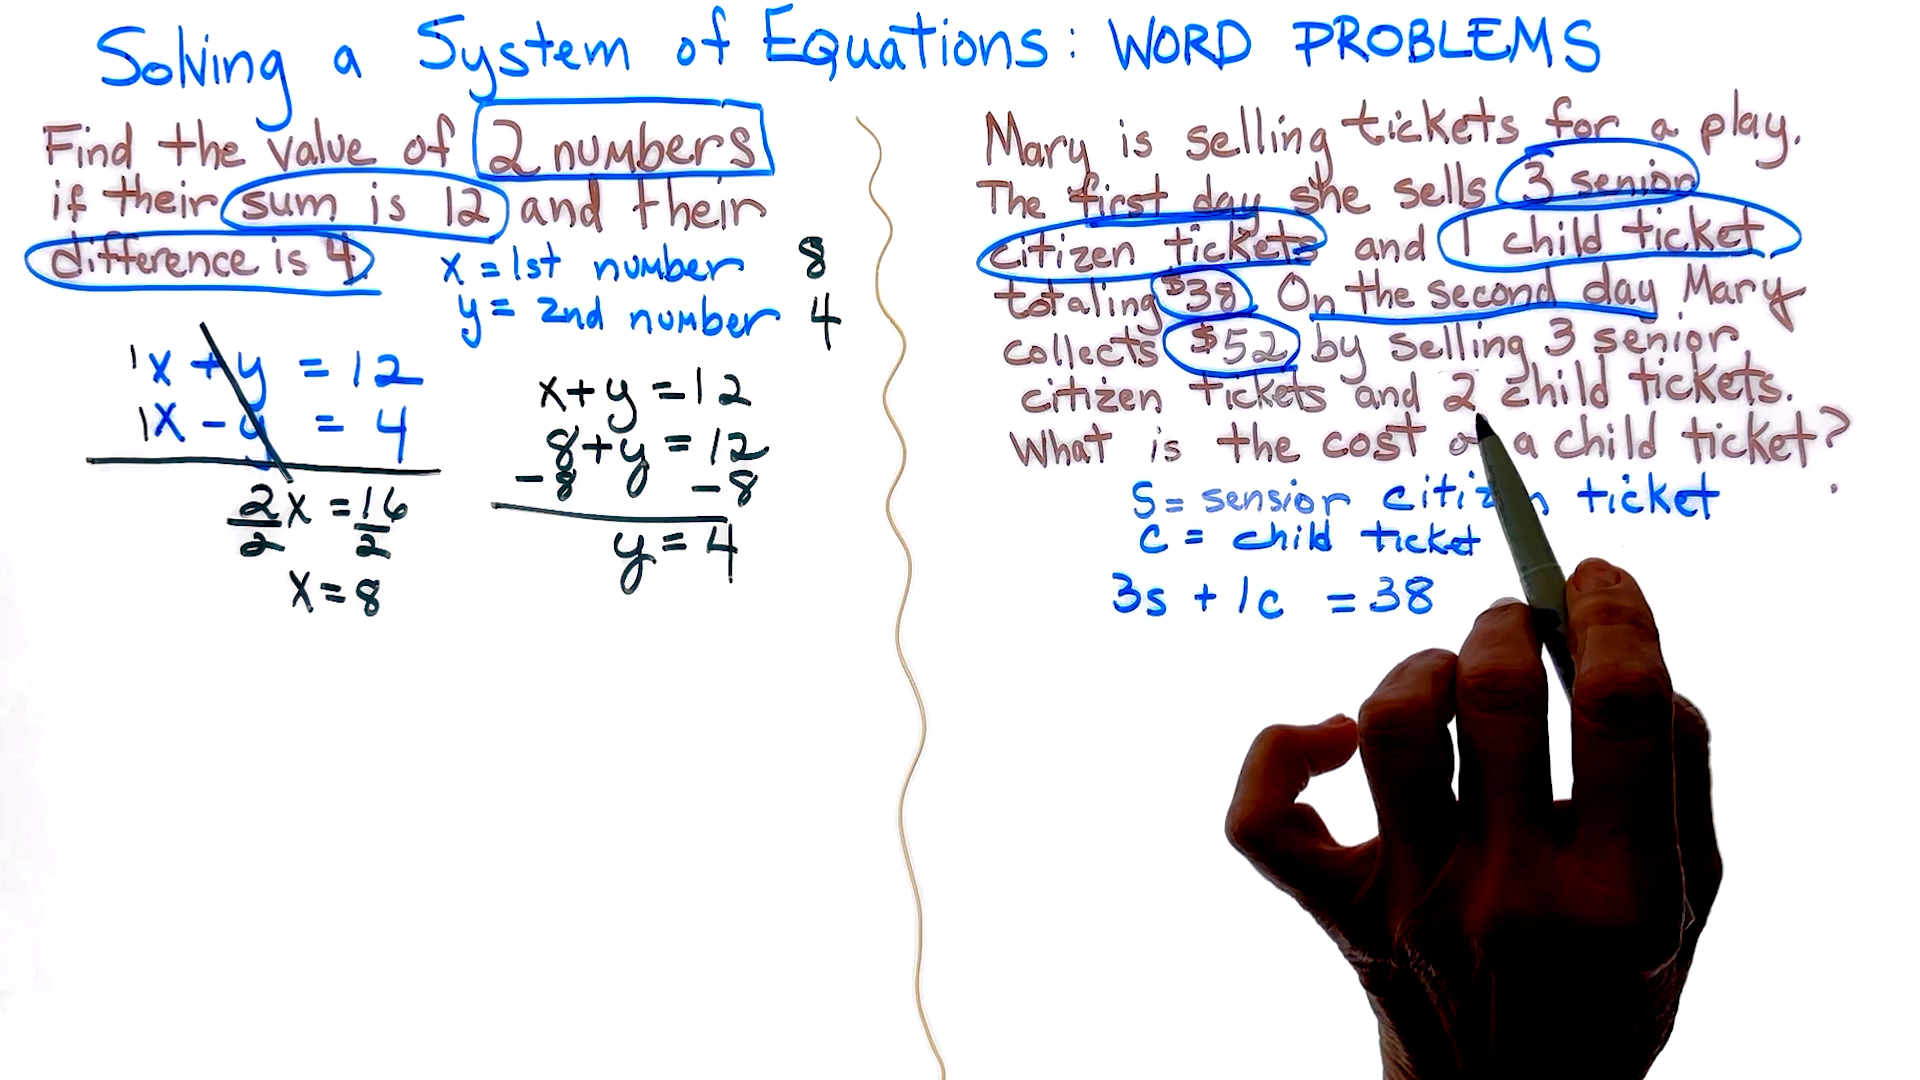 Solving a System of Equations: WORD PROBLEMS
Find the value of 2 numbers
if their sum is 12 and their
difference is 4.
x = 1st number 8
y = 2nd number 4
1x + y = 12
1x - y = 4
2x = 16
2 2
x = 8
x + y = 12
8 + y = 12
-8 -8
y = 4
Mary is selling tickets for a play.
The first day she sells 3 senior
citizen tickets and 1 child ticket
totaling $38. On the second day Mary
collects $52 by selling 3 senior
citizen tickets and 2 child tickets.
What is the cost a child ticket?
S = sensior citizen ticket
C = child ticket
3s + 1c = 38